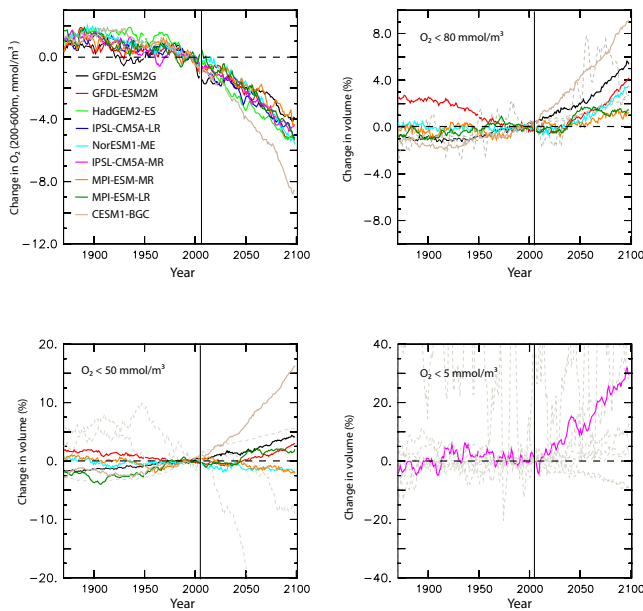 0.0
−4.0
−8.0
−12.0
Change in O₂ (200-600m, mmol/m³)
GFDL-ESM2G
GFDL-ESM2M
HadGEM2-ES
IPSL-CM5A-LR
NorESM1-ME
IPSL-CM5A-MR
MPI-ESM-MR
MPI-ESM-LR
CESM1-BGC
1900 1950 2000 2050 2100
Year
8.0
4.0
0.0
−4.0
−8.0
Change in volume (%)
O₂ < 80 mmol/m³
1900 1950 2000 2050 2100
Year
20.
10.
0.0
−10.
−20.
Change in volume (%)
O₂ < 50 mmol/m³
1900 1950 2000 2050 2100
Year
40.
20.
0.0
−20.
−40.
Change in volume (%)
O₂ < 5 mmol/m³
1900 1950 2000 2050 2100
Year